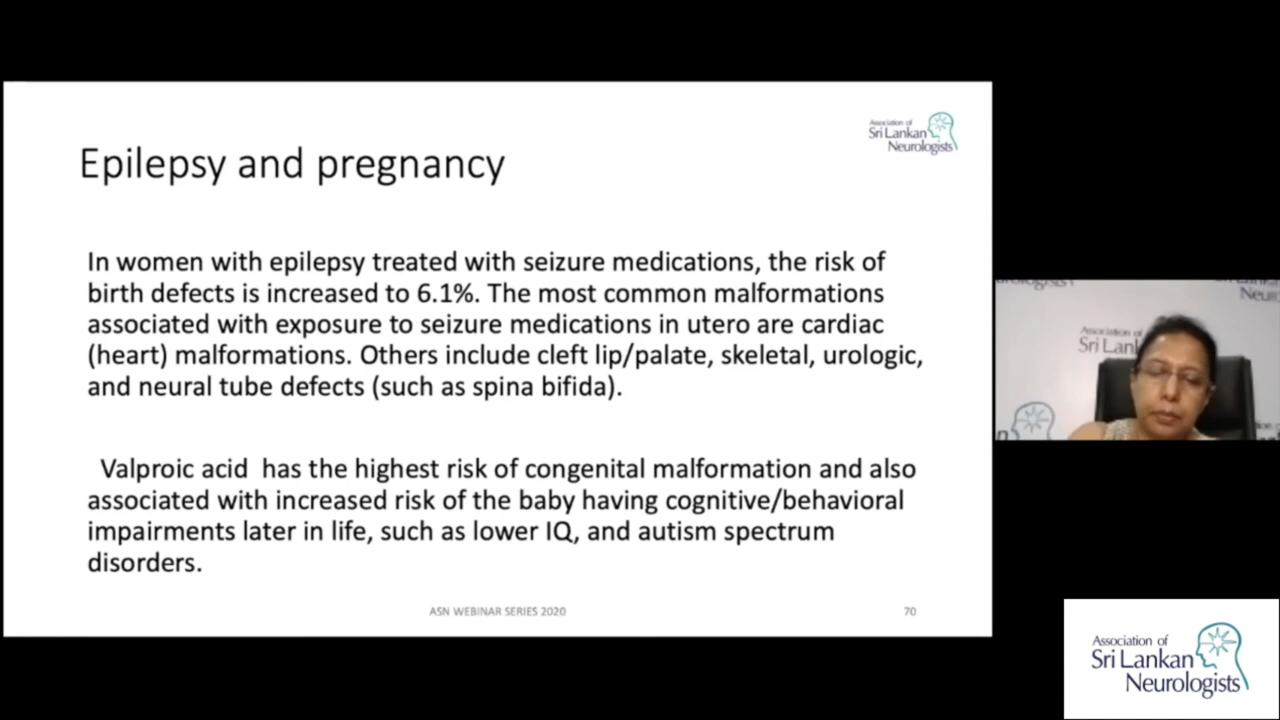 Association of
Sri Lankan
Neurologists
Epilepsy and pregnancy
In women with epilepsy treated with seizure medications, the risk of
birth defects is increased to 6.1%. The most common malformations
associated with exposure to seizure medications in utero are cardiac
(heart) malformations. Others include cleft lip/palate, skeletal, urologic,
and neural tube defects (such as spina bifida).
Valproic acid has the highest risk of congenital malformation and also
associated with increased risk of the baby having cognitive/behavioral
impairments later in life, such as lower IQ, and autism spectrum
disorders.
ASN WEBINAR SERIES 2020
70
Association of
Sri Lan
Association of
Sri Lankan
Neurologists